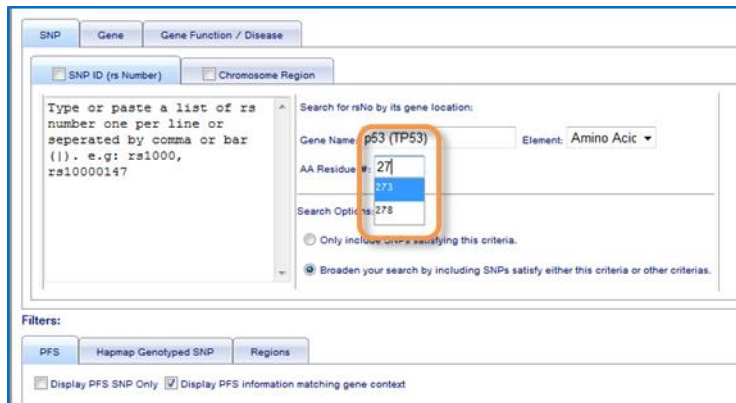 SNP Gene Gene Function / Disease
SNP ID (rs Number) Chromosome Region
Type or paste a list of rs
number one per line or
seperated by comma or bar
(|). e.g: rs1000,
rs10000147
Search for rsNo by its gene location:
Gene Name: p53 (TP53) Element: Amino Acic
AA Residue #: 27
273
278
Search Options:
Only include SNPs satisfying this criteria.
Broaden your search by including SNPs satisfy either this criteria or other criterias.
Filters:
PFS Hapmap Genotyped SNP Regions
Display PFS SNP Only Display PFS information matching gene context